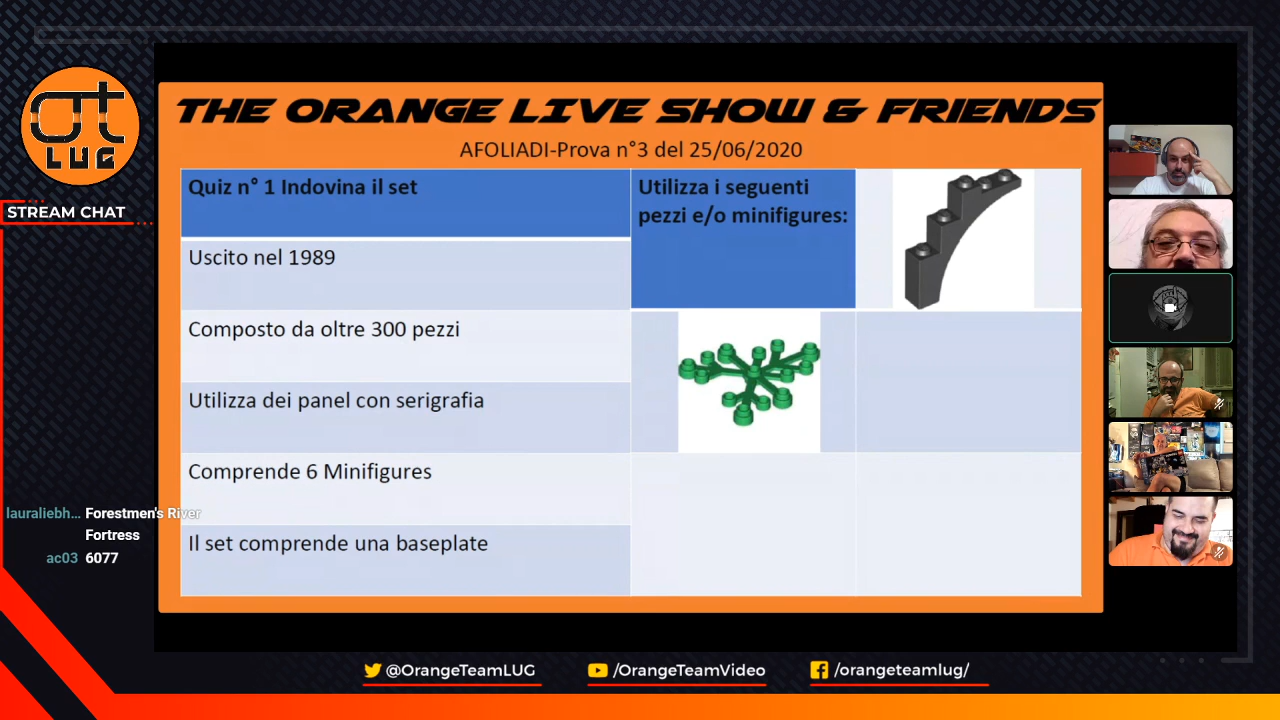 ot
LUG
STREAM CHAT
THE ORANGE LIVE SHOW & FRIENDS
AFOLIADI-Prova n°3 del 25/06/2020
Quiz n° 1 Indovina il set
Utilizza i seguenti
pezzi e/o minifigures:
Uscito nel 1989
Composto da oltre 300 pezzi
Utilizza dei panel con serigrafia
Comprende 6 Minifigures
Il set comprende una baseplate
lauraliebh... Forestmen's River
Fortress
ac03 6077
@OrangeTeamLUG
/OrangeTeamVideo
/orangeteamlug/